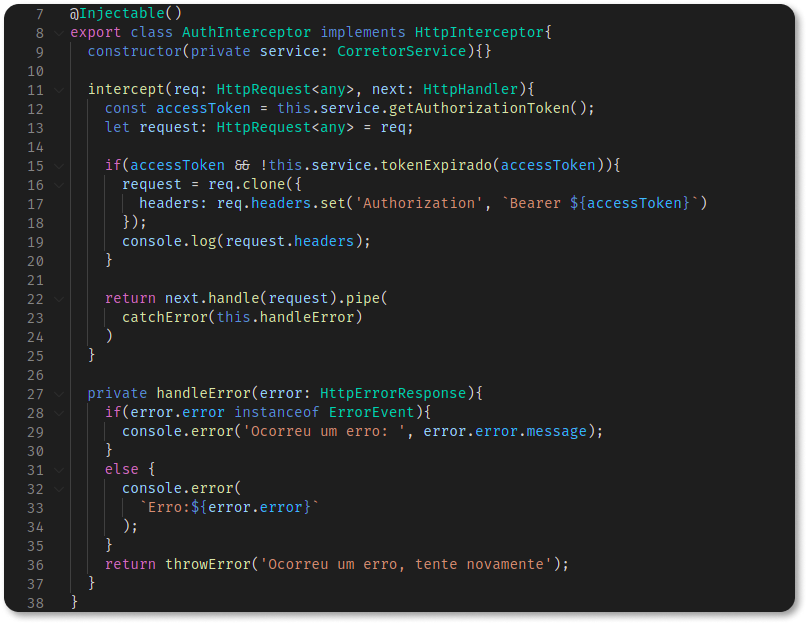 7 @Injectable()
8 export class AuthInterceptor implements HttpInterceptor{
9   constructor(private service: CorretorService){}
10
11   intercept(req: HttpRequest<any>, next: HttpHandler){
12     const accessToken = this.service.getAuthorizationToken();
13     let request: HttpRequest<any> = req;
14
15     if(accessToken && !this.service.tokenExpirado(accessToken)){
16       request = req.clone({
17         headers: req.headers.set('Authorization', `Bearer ${accessToken}`)
18       });
19       console.log(request.headers);
20     }
21
22     return next.handle(request).pipe(
23       catchError(this.handleError)
24     )
25   }
26
27   private handleError(error: HttpErrorResponse){
28     if(error.error instanceof ErrorEvent){
29       console.error('Ocorreu um erro: ', error.error.message);
30     }
31     else {
32       console.error(
33         `Erro:${error.error}`
34       );
35     }
36     return throwError('Ocorreu um erro, tente novamente');
37   }
38 }